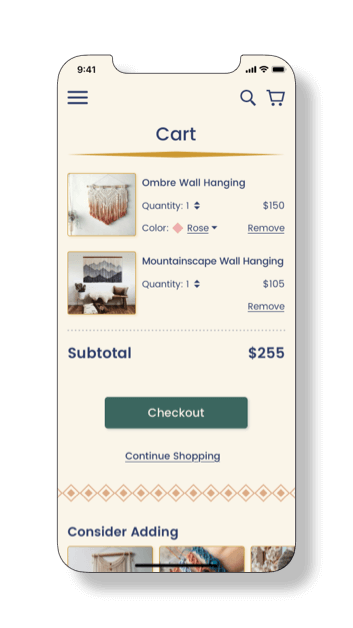 9:41
Cart
Ombre Wall Hanging
Quantity: 1 $150
Color: Rose Remove
Mountainscape Wall Hanging
Quantity: 1 $105
Remove
Subtotal $255
Checkout
Continue Shopping
Consider Adding